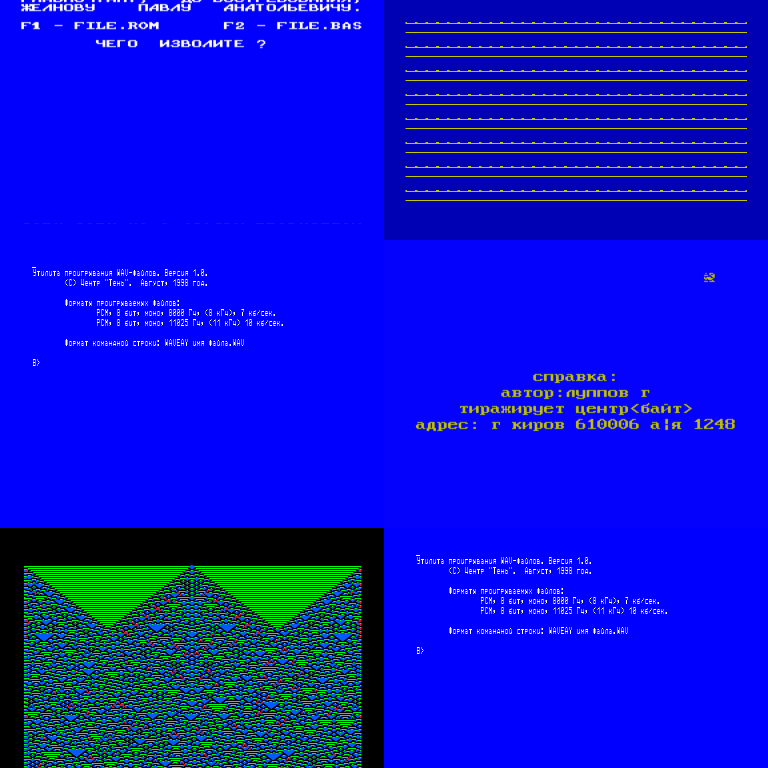 ЖЕЛНОВУ ПАВЛУ АНАТОЛЬЕВИЧУ.
F1 - FILE.ROM F2 - FILE.BAS
ЧЕГО ИЗВОЛИТЕ ?
Утилита проигрывания WAV-файлов. Версия 1.0.
(C) Центр "Тень". Август, 1998 год.
Форматы проигрываемых файлов:
PCM, 8 бит, моно, 8000 Гц, (8 кГц), 7 кб/сек.
PCM, 8 бит, моно, 11025 Гц, (11 кГц) 10 кб/сек.
Формат командной строки: WAVEAY имя файла.WAV
B>
справка:
автор:луппов г
тиражирует центр<байт>
адрес: г киров 610006 а¦я 1248
Утилита проигрывания WAV-файлов. Версия 1.0.
(C) Центр "Тень". Август, 1998 год.
Форматы проигрываемых файлов:
PCM, 8 бит, моно, 8000 Гц, (8 кГц), 7 кб/сек.
PCM, 8 бит, моно, 11025 Гц, (11 кГц) 10 кб/сек.
Формат командной строки: WAVEAY имя файла.WAV
B>